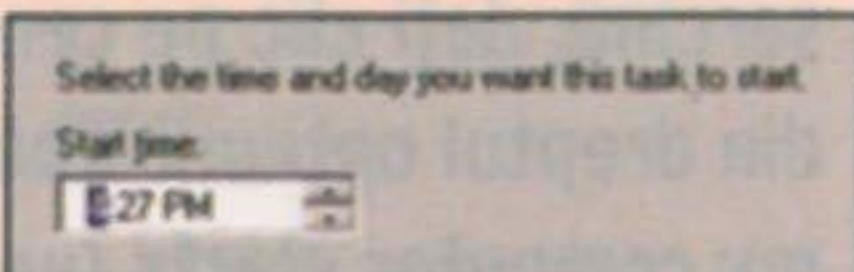 Select the time and day you want this task to start.
Start time:
:27 PM